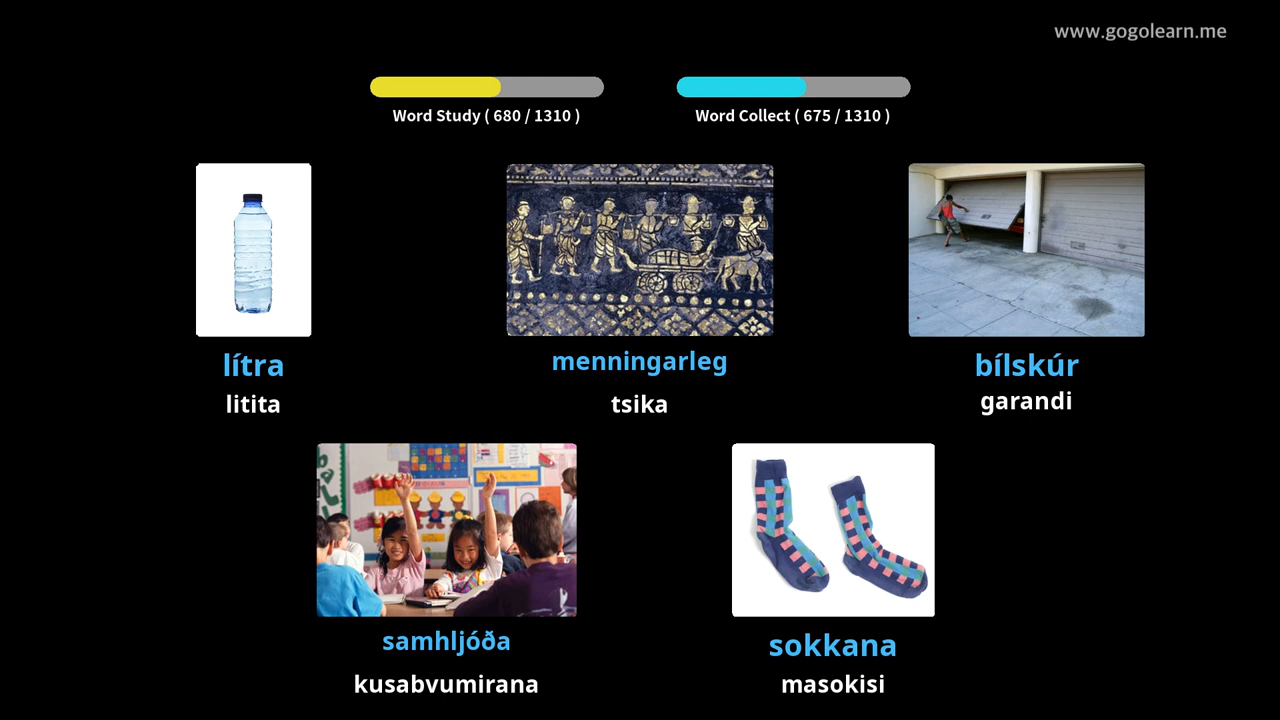 www.gogolearn.me
Word Study ( 680 / 1310 )
Word Collect ( 675 / 1310 )
lítra
litita
menningarleg
tsika
bílskúr
garandi
samhljóða
kusabvumirana
sokkana
masokisi